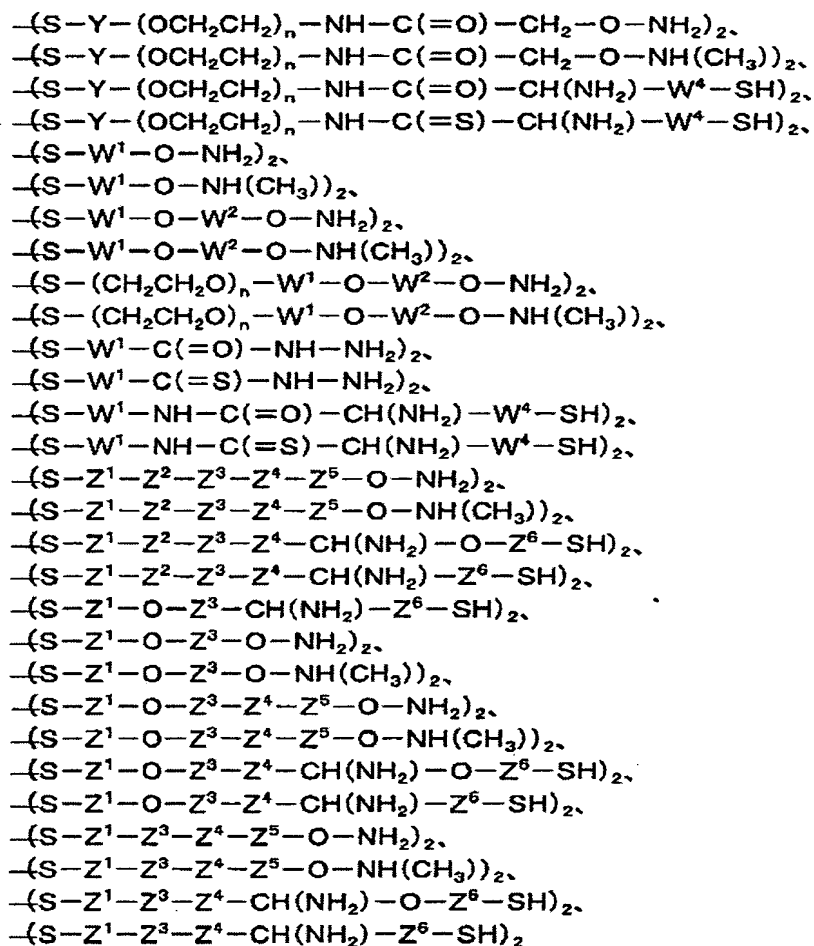 −(S−Y−(OCH₂CH₂)ₙ−NH−C(=O)−CH₂−O−NH₂)₂、
−(S−Y−(OCH₂CH₂)ₙ−NH−C(=O)−CH₂−O−NH(CH₃))₂、
−(S−Y−(OCH₂CH₂)ₙ−NH−C(=O)−CH(NH₂)−W⁴−SH)₂、
−(S−Y−(OCH₂CH₂)ₙ−NH−C(=S)−CH(NH₂)−W⁴−SH)₂、
−(S−W¹−O−NH₂)₂、
−(S−W¹−O−NH(CH₃))₂、
−(S−W¹−O−W²−O−NH₂)₂、
−(S−W¹−O−W²−O−NH(CH₃))₂、
−(S−(CH₂CH₂O)ₙ−W¹−O−W²−O−NH₂)₂、
−(S−(CH₂CH₂O)ₙ−W¹−O−W²−O−NH(CH₃))₂、
−(S−W¹−C(=O)−NH−NH₂)₂、
−(S−W¹−C(=S)−NH−NH₂)₂、
−(S−W¹−NH−C(=O)−CH(NH₂)−W⁴−SH)₂、
−(S−W¹−NH−C(=S)−CH(NH₂)−W⁴−SH)₂、
−(S−Z¹−Z²−Z³−Z⁴−Z⁵−O−NH₂)₂、
−(S−Z¹−Z²−Z³−Z⁴−Z⁵−O−NH(CH₃))₂、
−(S−Z¹−Z²−Z³−Z⁴−CH(NH₂)−O−Z⁶−SH)₂、
−(S−Z¹−Z²−Z³−Z⁴−CH(NH₂)−Z⁶−SH)₂、
−(S−Z¹−O−Z³−CH(NH₂)−Z⁶−SH)₂、
−(S−Z¹−O−Z³−O−NH₂)₂、
−(S−Z¹−O−Z³−O−NH(CH₃))₂、
−(S−Z¹−O−Z³−Z⁴−Z⁵−O−NH₂)₂、
−(S−Z¹−O−Z³−Z⁴−Z⁵−O−NH(CH₃))₂、
−(S−Z¹−O−Z³−Z⁴−CH(NH₂)−O−Z⁶−SH)₂、
−(S−Z¹−O−Z³−Z⁴−CH(NH₂)−Z⁶−SH)₂、
−(S−Z¹−Z³−Z⁴−Z⁵−O−NH₂)₂、
−(S−Z¹−Z³−Z⁴−Z⁵−O−NH(CH₃))₂、
−(S−Z¹−Z³−Z⁴−CH(NH₂)−O−Z⁶−SH)₂、
−(S−Z¹−Z³−Z⁴−CH(NH₂)−Z⁶−SH)₂